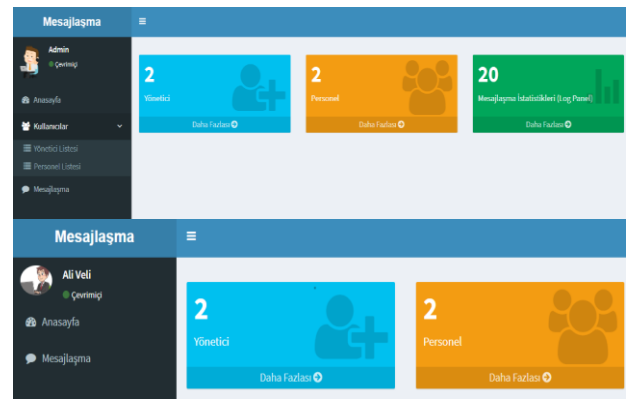 Mesajlaşma
Admin
Çevrimiçi
Anasayfa
Kullanıcılar
Yönetici Listesi
Personel Listesi
Mesajlaşma
2
Yönetici
Daha Fazlası
2
Personel
Daha Fazlası
20
Mesajlaşma İstatistikleri (Log Panel)
Daha Fazlası
Mesajlaşma
Ali Veli
Çevrimiçi
Anasayfa
Mesajlaşma
2
Yönetici
Daha Fazlası
2
Personel
Daha Fazlası